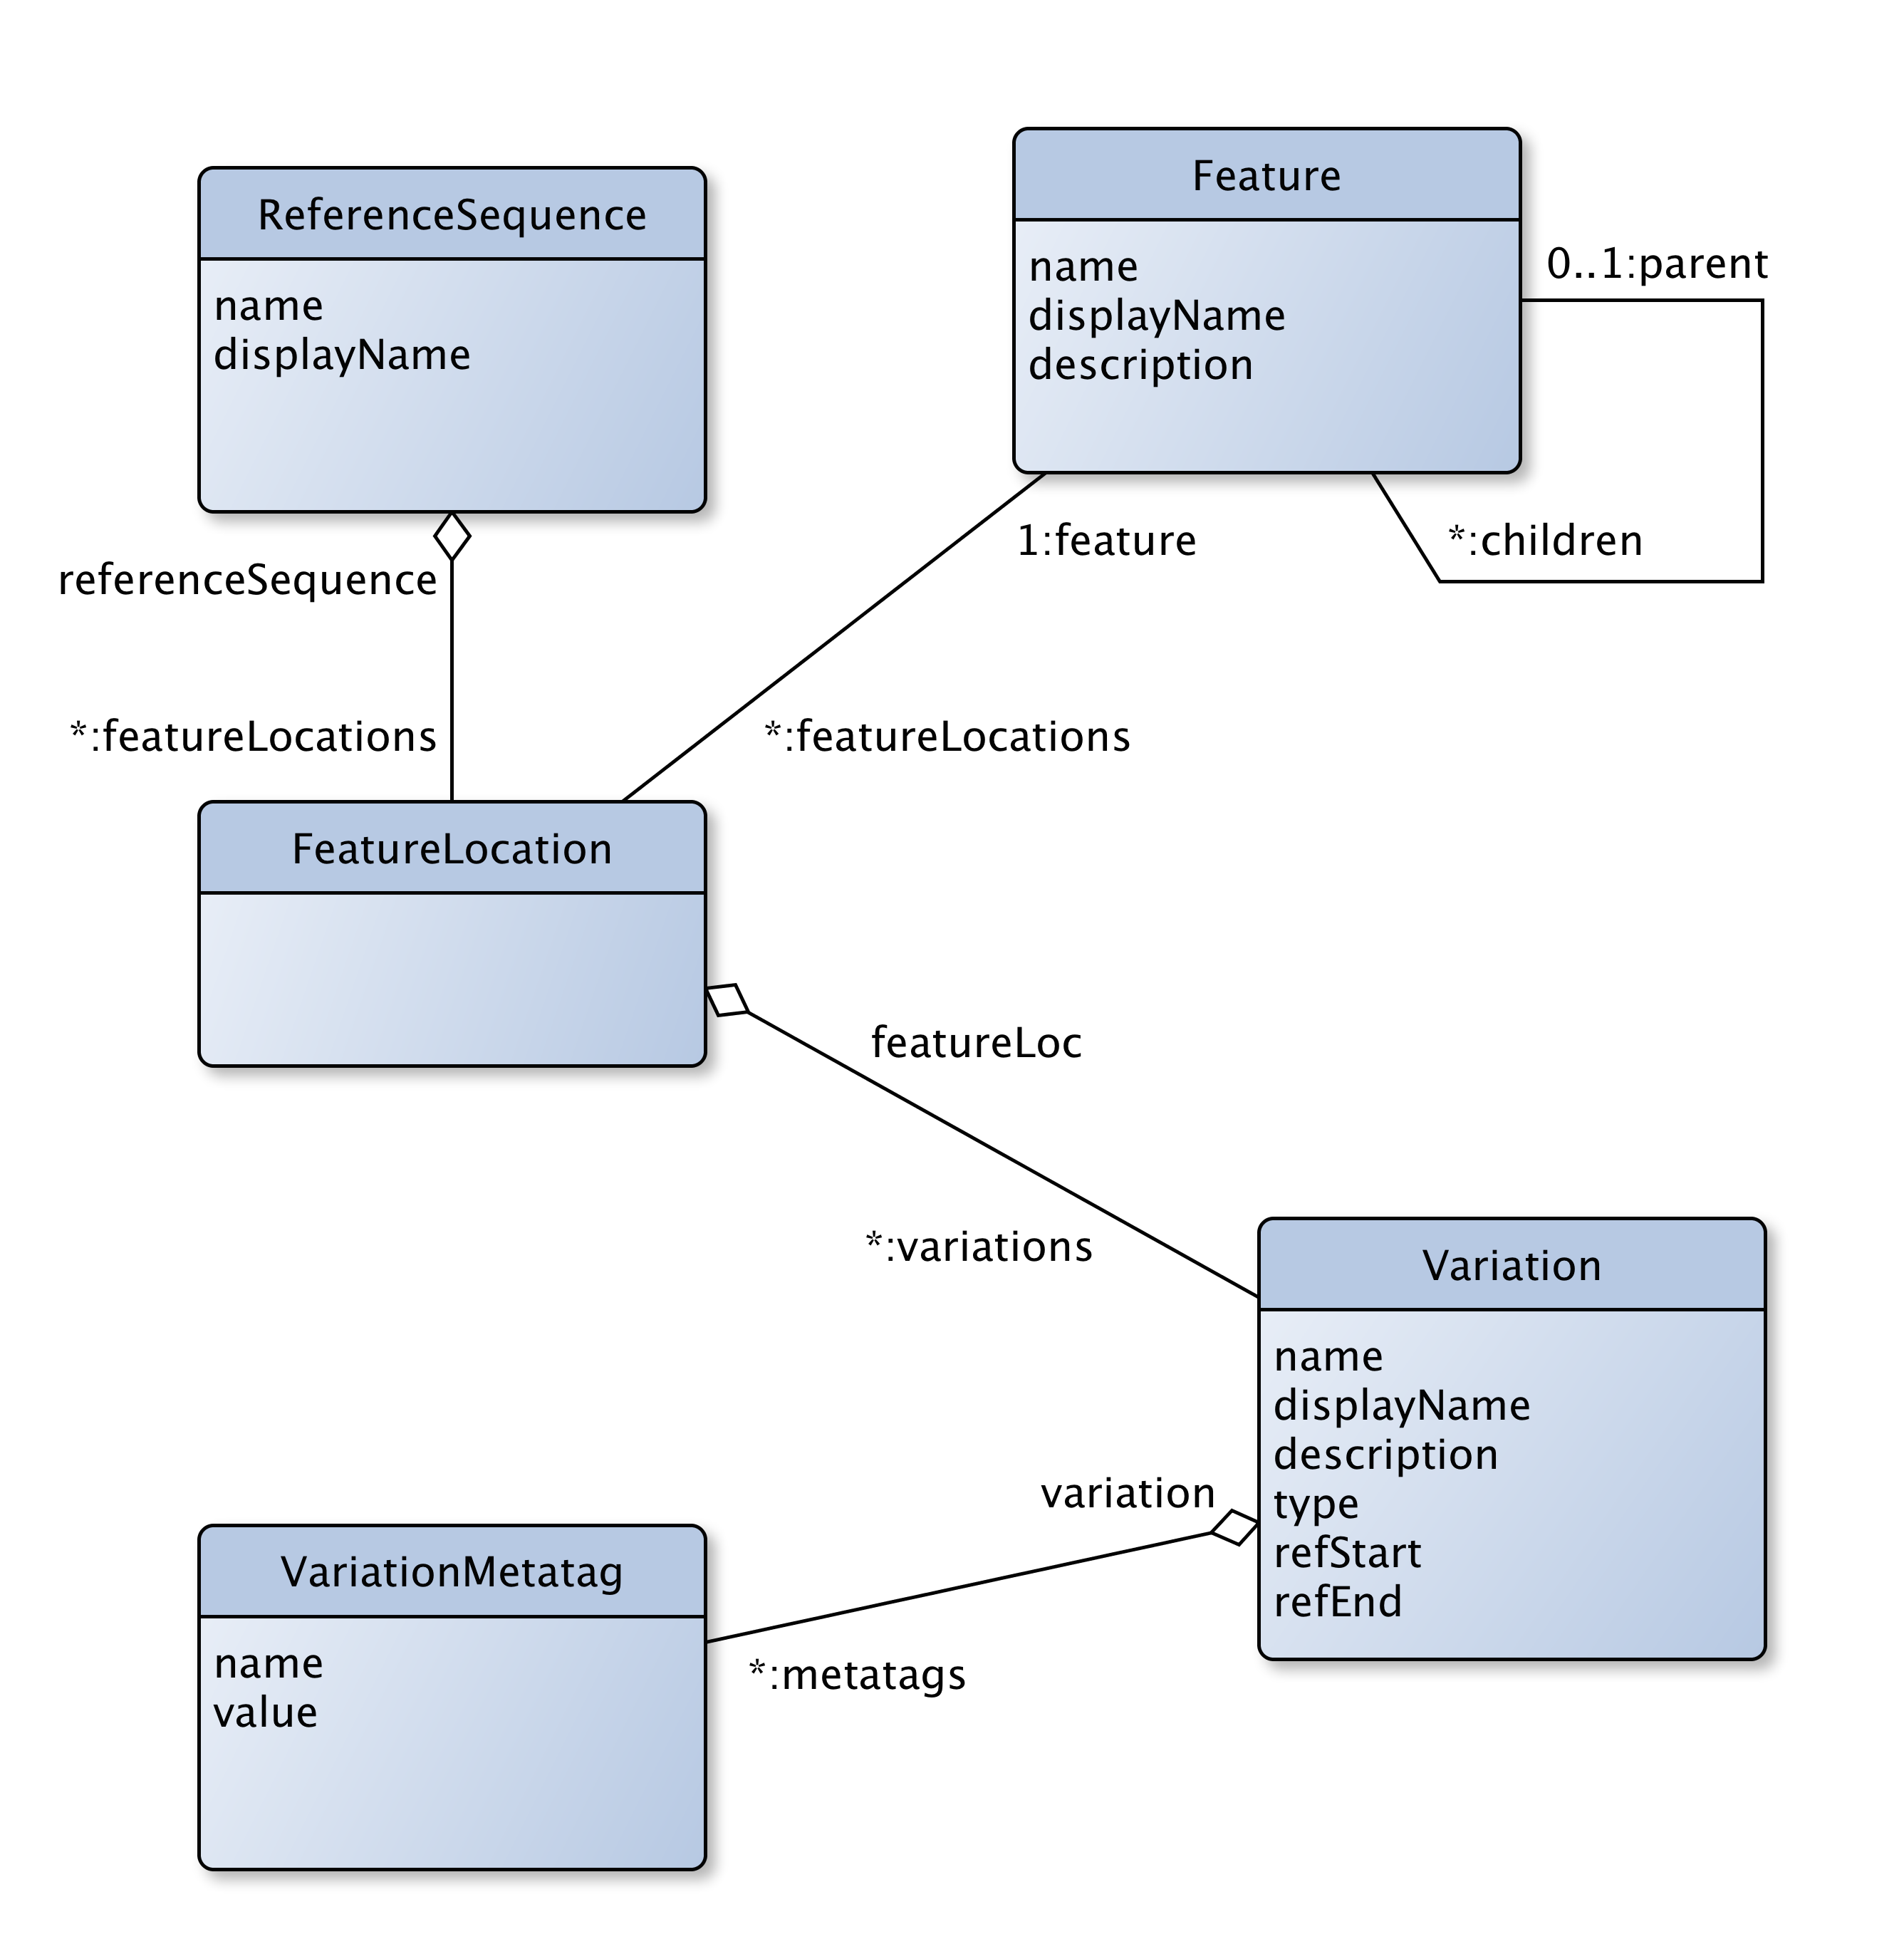 ReferenceSequence
name
displayName
Feature
name
displayName
description
0..1:parent
*:children
1:feature
referenceSequence
*:featureLocations
*:featureLocations
FeatureLocation
featureLoc
*:variations
Variation
name
displayName
description
type
refStart
refEnd
variation
*:metatags
VariationMetatag
name
value